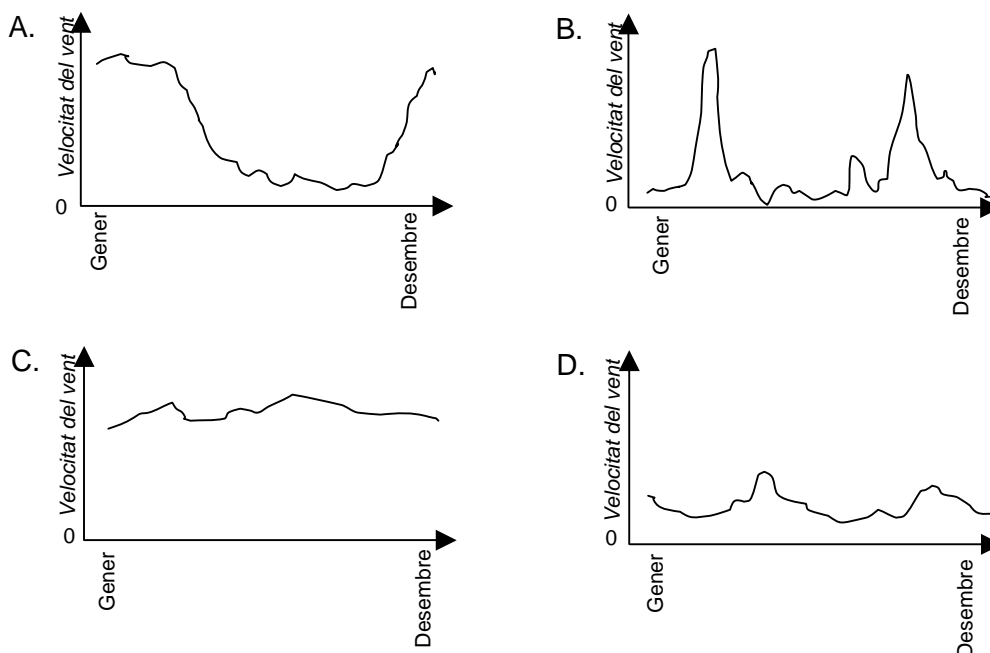 A.
Velocitat del vent
0
Gener
Desembre
B.
Velocitat del vent
0
Gener
Desembre
C.
Velocitat del vent
0
Gener
Desembre
D.
Velocitat del vent
0
Gener
Desembre